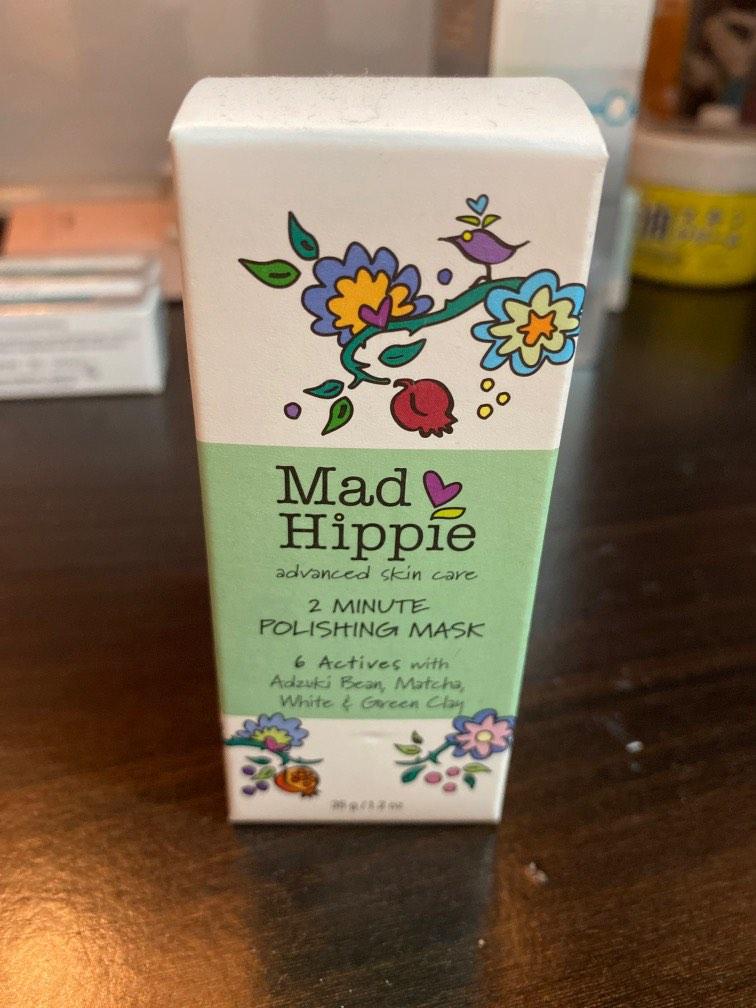 Mad
Hippie
advanced skin care
2 MINUTE
POLISHING MASK
6 Actives with
Adzuki Bean, Matcha,
White & Green Clay